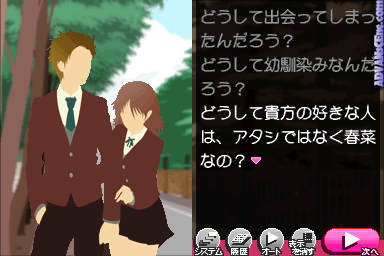 どうして出会ってしまっ
たんだろう？
どうして幼馴染みなんだ
ろう？
どうして貴方の好きな人
は、アタシではなく春菜
なの？
システム
履歴
オート
表示を消す
次へ